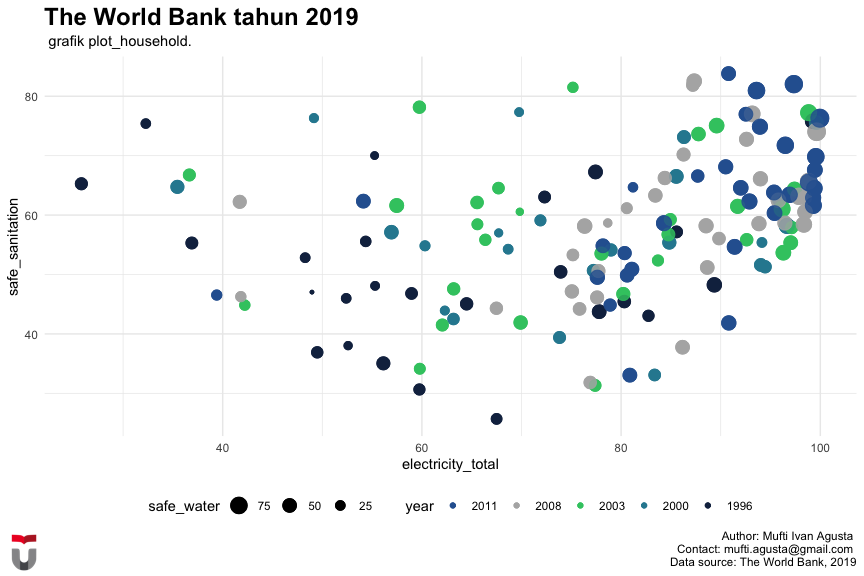 The World Bank tahun 2019
grafik plot_household.
safe_sanitation
80
60
40
40 60 80 100
electricity_total
safe_water 75 50 25 year 2011 2008 2003 2000 1996
Author: Mufti Ivan Agusta
Contact: mufti.agusta@gmail.com
Data source: The World Bank, 2019